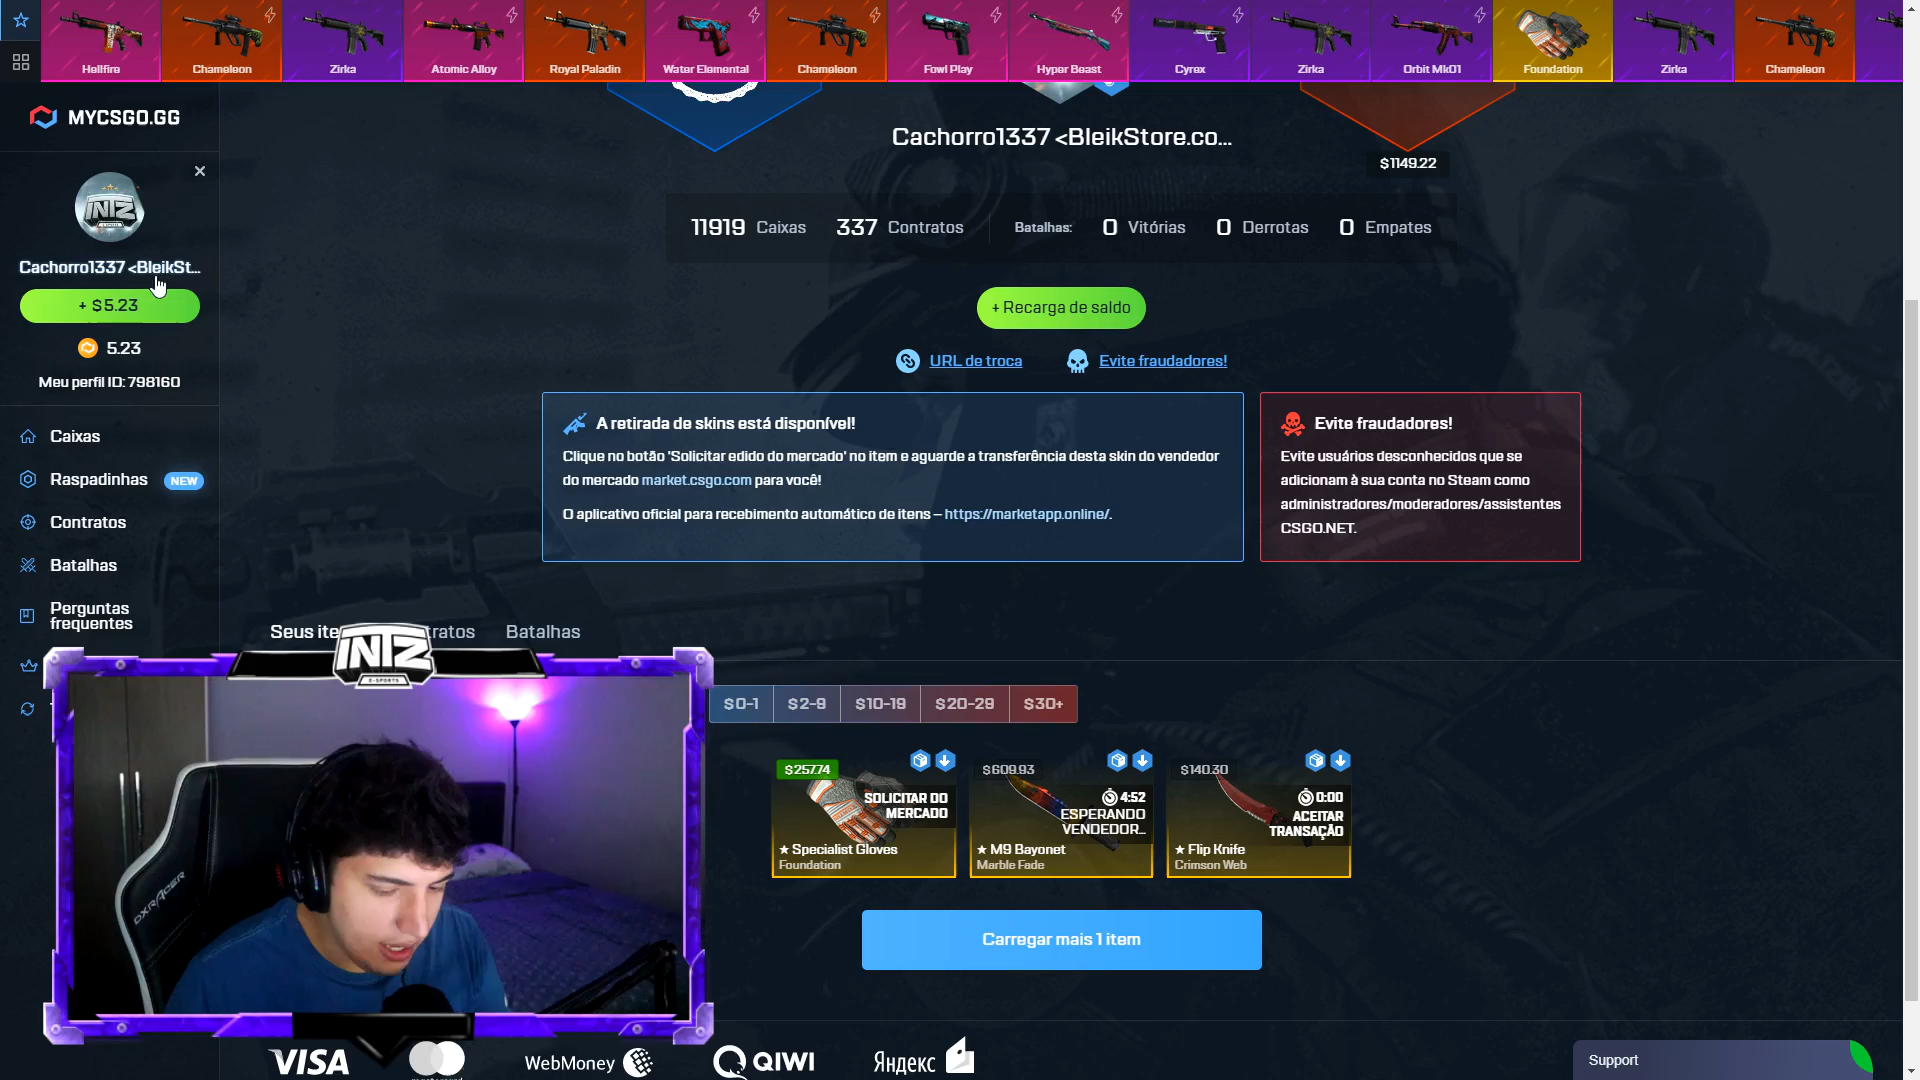 Hellfire
Chameleon
Zirka
Atomic Alloy
Royal Paladin
Water Elemental
Chameleon
Fowl Play
Hyper Beast
Cyrex
Zirka
Orbit Mk01
Foundation
Zirka
Chameleon
MYCSGO.GG
Cachorro1337 <BleikSt...
+ $5.23
5.23
Meu perfil ID: 798160
Caixas
Raspadinhas NEW
Contratos
Batalhas
Perguntas
frequentes
Cachorro1337 <BleikStore.co...
$1149.22
11919 Caixas 337 Contratos Batalhas: 0 Vitórias 0 Derrotas 0 Empates
+ Recarga de saldo
URL de troca Evite fraudadores!
A retirada de skins está disponível!
Clique no botão 'Solicitar edido do mercado' no item e aguarde a transferência desta skin do vendedor
do mercado market.csgo.com para você!
O aplicativo oficial para recebimento automático de itens – https://marketapp.online/.
Evite fraudadores!
Evite usuários desconhecidos que se
adicionam à sua conta no Steam como
administradores/moderadores/assistentes
CSGO.NET.
Seus ite tratos Batalhas
INTZ
E-SPORTS
DXRACER
$0-1 $2-9 $10-19 $20-29 $30+
$257.74
SOLICITAR DO
MERCADO
★ Specialist Gloves
Foundation
$609.93
4:52
ESPERANDO
VENDEDOR...
★ M9 Bayonet
Marble Fade
$140.30
0:00
ACEITAR
TRANSAÇÃO
★ Flip Knife
Crimson Web
Carregar mais 1 item
VISA
WebMoney
QIWI
Яндекс
Support